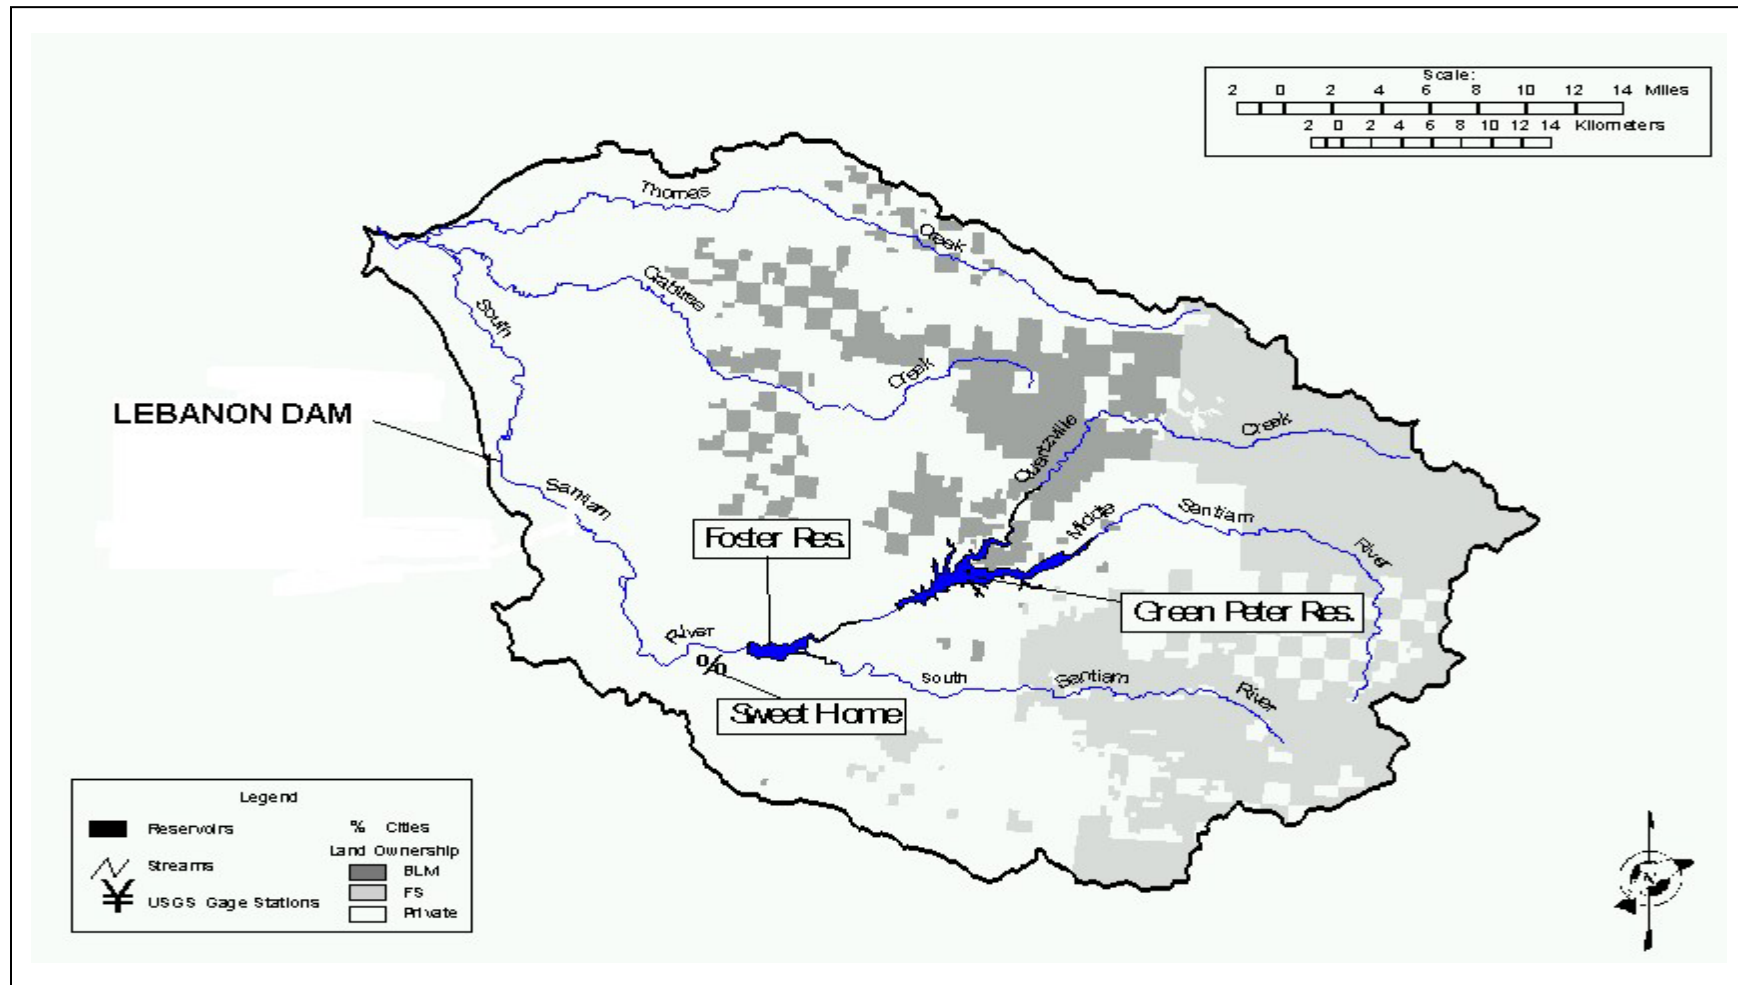 Scale:
2 0 2 4 6 8 10 12 14 Miles
2 0 2 4 6 8 10 12 14 Kilometers
Thomas
Creek
Crabtree
Creek
South
LEBANON DAM
Santiam
River
Quartzville
Creek
Middle
Santiam
River
Foster Res.
Green Peter Res.
%
Sweet Home
South
Santiam
River
Legend
Reservoirs
Streams
¥ USGS Gage Stations
% Cities
Land Ownership
BLM
FS
Private
N